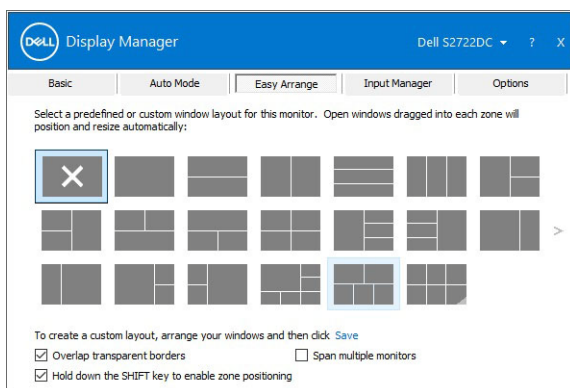 DELL Display Manager Dell S2722DC ? X
Basic Auto Mode Easy Arrange Input Manager Options
Select a predefined or custom window layout for this monitor. Open windows dragged into each zone will
position and resize automatically:
To create a custom layout, arrange your windows and then click Save
Overlap transparent borders Span multiple monitors
Hold down the SHIFT key to enable zone positioning